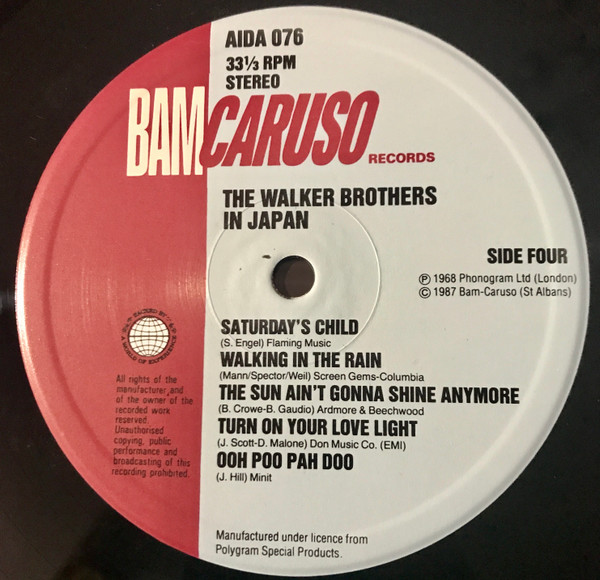 AIDA 076
33⅓ RPM
STEREO
BAM CARUSO RECORDS
THE WALKER BROTHERS
IN JAPAN
SIDE FOUR
℗ 1968 Phonogram Ltd (London)
© 1987 Bam-Caruso (St Albans)
SATURDAY'S CHILD
(S. Engel) Flaming Music
WALKING IN THE RAIN
(Mann/Spector/Weil) Screen Gems-Columbia
THE SUN AIN'T GONNA SHINE ANYMORE
(B. Crowe-B. Gaudio) Ardmore & Beechwood
TURN ON YOUR LOVE LIGHT
(J. Scott-D. Malone) Don Music Co. (EMI)
OOH POO PAH DOO
(J. Hill) Minit
A WORLD OF EXPERIENCE
All rights of the
manufacturer and
of the owner of the
recorded work
reserved.
Unauthorised
copying, public
performance and
broadcasting of this
recording prohibited.
Manufactured under licence from
Polygram Special Products.